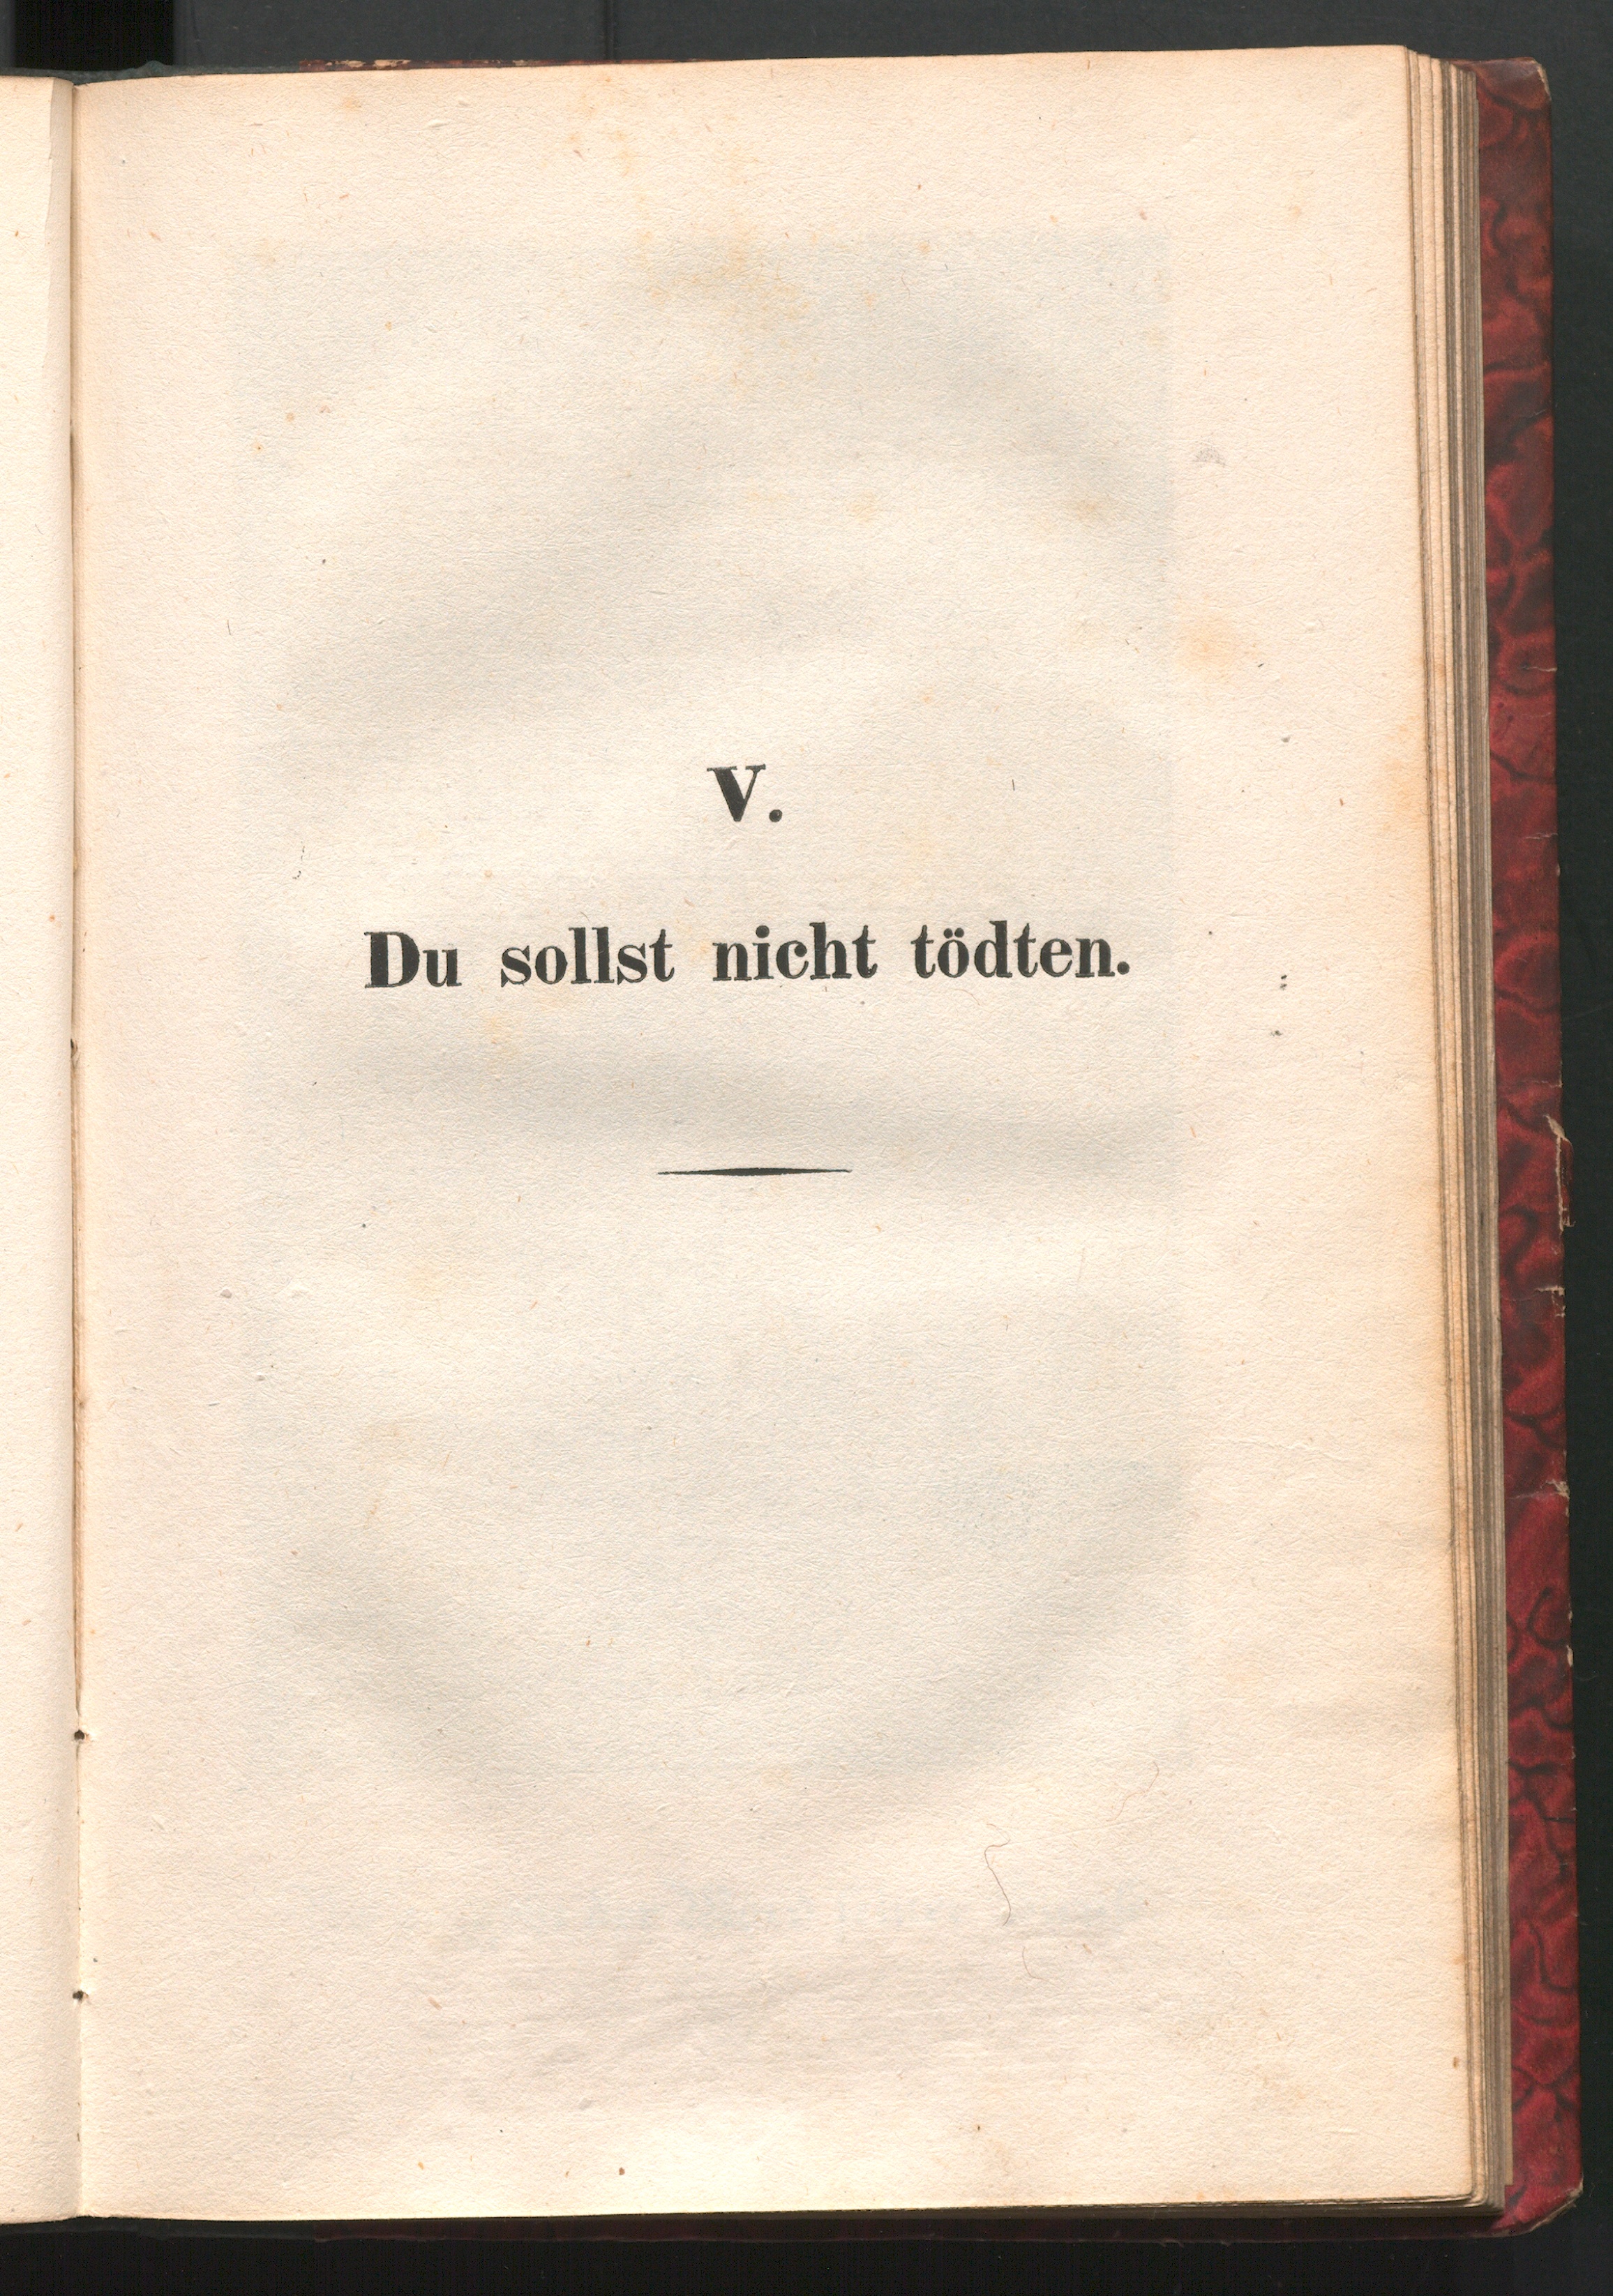 V.
Du sollst nicht tödten.